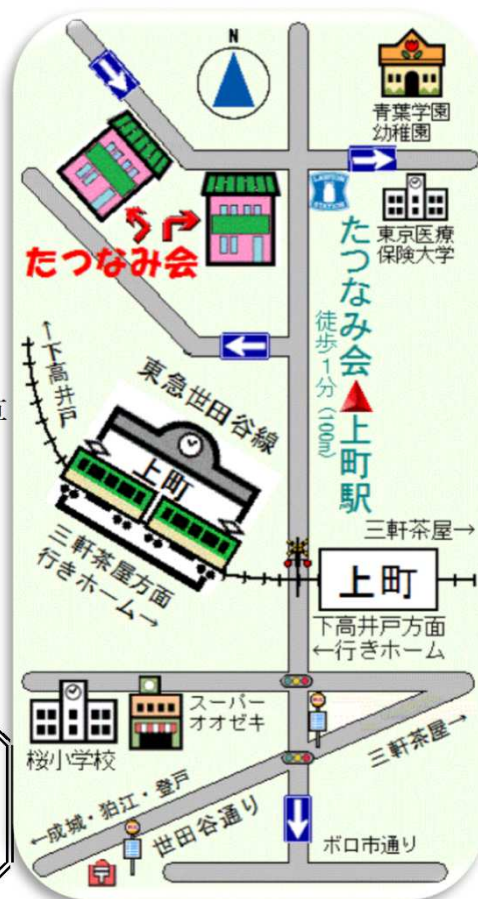 N
青葉学園
幼稚園
LAWSON
STATION
東京医療
保険大学
たつなみ会
たつなみ会▲上町駅
徒歩1分(100m)
←下高井戸
東急世田谷線
上町
三軒茶屋方面
行きホーム→
三軒茶屋→
上町
下高井戸方面
←行きホーム
スーパー
オオゼキ
桜小学校
三軒茶屋→
←成城・狛江・登戸
世田谷通り
ボロ市通り